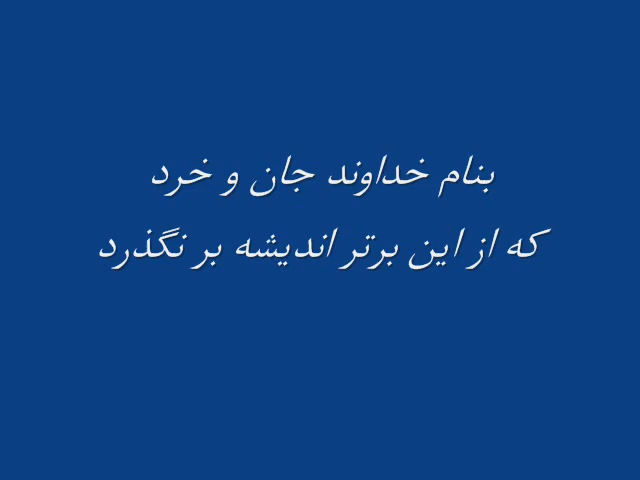 بنام خداوند جان و خرد
که از این برتر اندیشه بر نگذرد